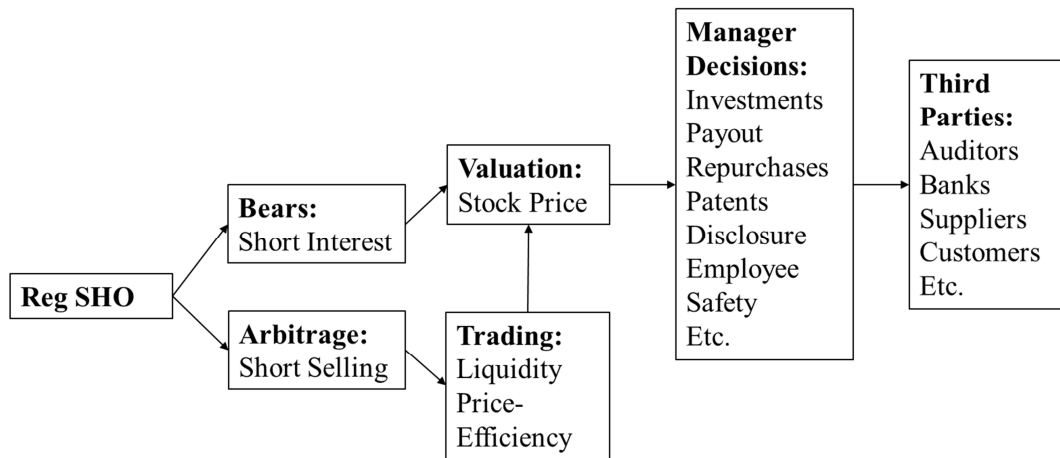 Reg SHO
Bears:
Short Interest
Arbitrage:
Short Selling
Valuation:
Stock Price
Trading:
Liquidity
Price-
Efficiency
Manager
Decisions:
Investments
Payout
Repurchases
Patents
Disclosure
Employee
Safety
Etc.
Third
Parties:
Auditors
Banks
Suppliers
Customers
Etc.